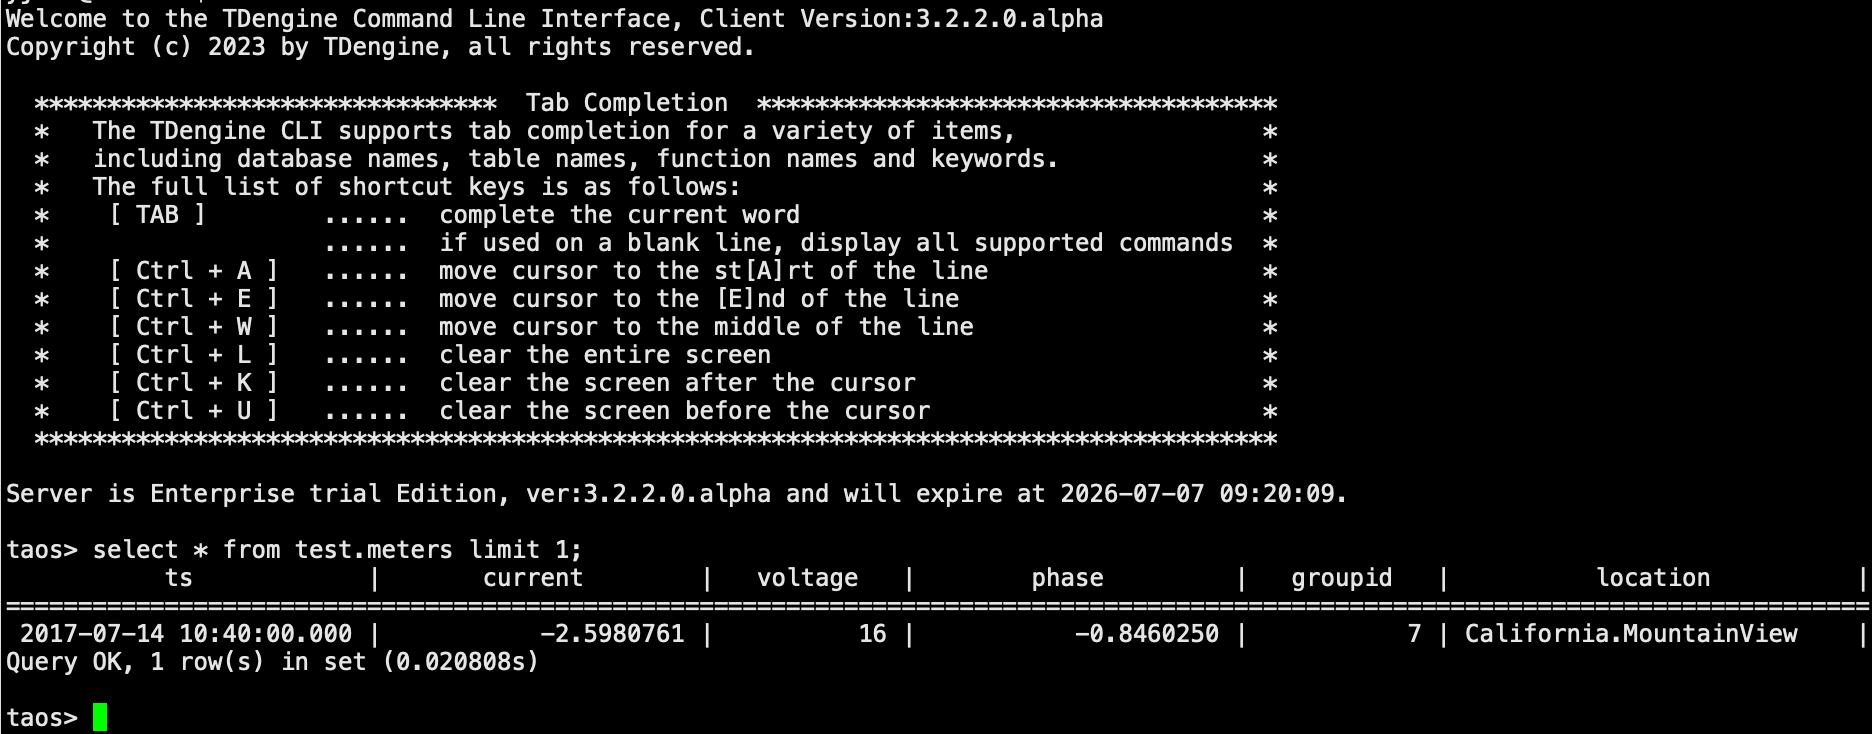 Welcome to the TDengine Command Line Interface, Client Version:3.2.2.0.alpha
Copyright (c) 2023 by TDengine, all rights reserved.
********************************  Tab Completion  ************************************
*   The TDengine CLI supports tab completion for a variety of items,                 *
*   including database names, table names, function names and keywords.              *
*   The full list of shortcut keys is as follows:                                    *
*    [ TAB ]        ......  complete the current word                                *
*                   ......  if used on a blank line, display all supported commands  *
*    [ Ctrl + A ]   ......  move cursor to the st[A]rt of the line                   *
*    [ Ctrl + E ]   ......  move cursor to the [E]nd of the line                     *
*    [ Ctrl + W ]   ......  move cursor to the middle of the line                    *
*    [ Ctrl + L ]   ......  clear the entire screen                                  *
*    [ Ctrl + K ]   ......  clear the screen after the cursor                        *
*    [ Ctrl + U ]   ......  clear the screen before the cursor                       *
**************************************************************************************
Server is Enterprise trial Edition, ver:3.2.2.0.alpha and will expire at 2026-07-07 09:20:09.
taos> select * from test.meters limit 1;
ts | current | voltage | phase | groupid | location |
=================================================================================================================================
2017-07-14 10:40:00.000 | -2.5980761 | 16 | -0.8460250 | 7 | California.MountainView |
Query OK, 1 row(s) in set (0.020808s)
taos>